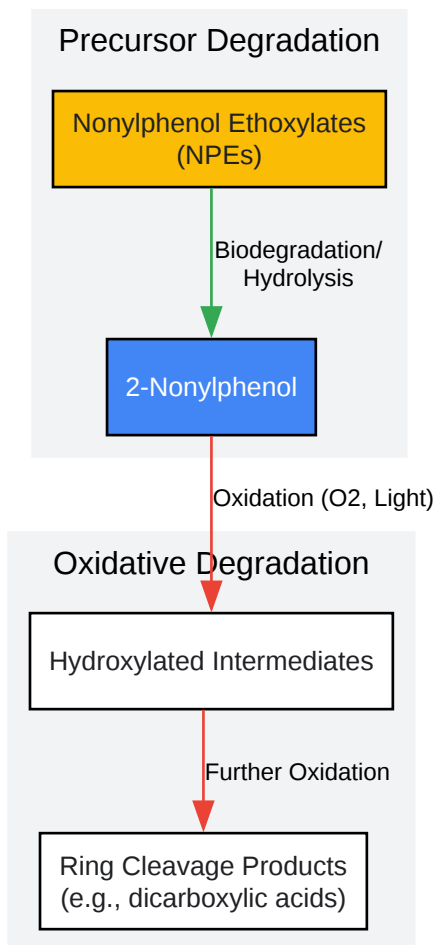 Precursor Degradation
Nonylphenol Ethoxylates
(NPEs)
Biodegradation/
Hydrolysis
2-Nonylphenol
Oxidation (O2, Light)
Oxidative Degradation
Hydroxylated Intermediates
Further Oxidation
Ring Cleavage Products
(e.g., dicarboxylic acids)